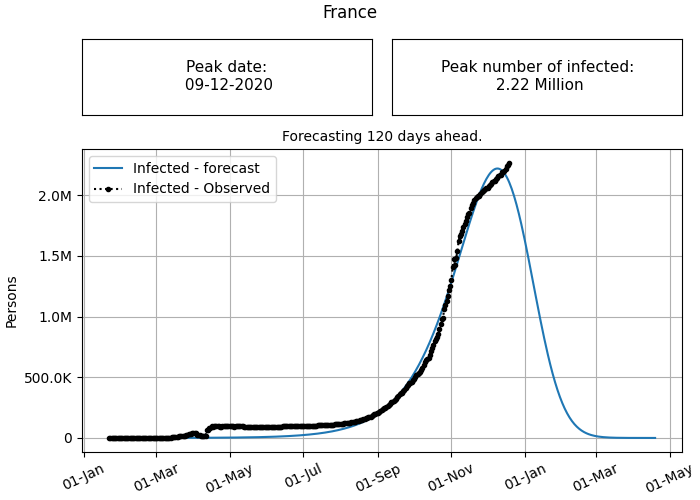 France
Peak date:
09-12-2020
Peak number of infected:
2.22 Million
Forecasting 120 days ahead.
Infected - forecast
Infected - Observed
Persons
2.0M
1.5M
1.0M
500.0K
0
01-Jan
01-Mar
01-May
01-Jul
01-Sep
01-Nov
01-Jan
01-Mar
01-May